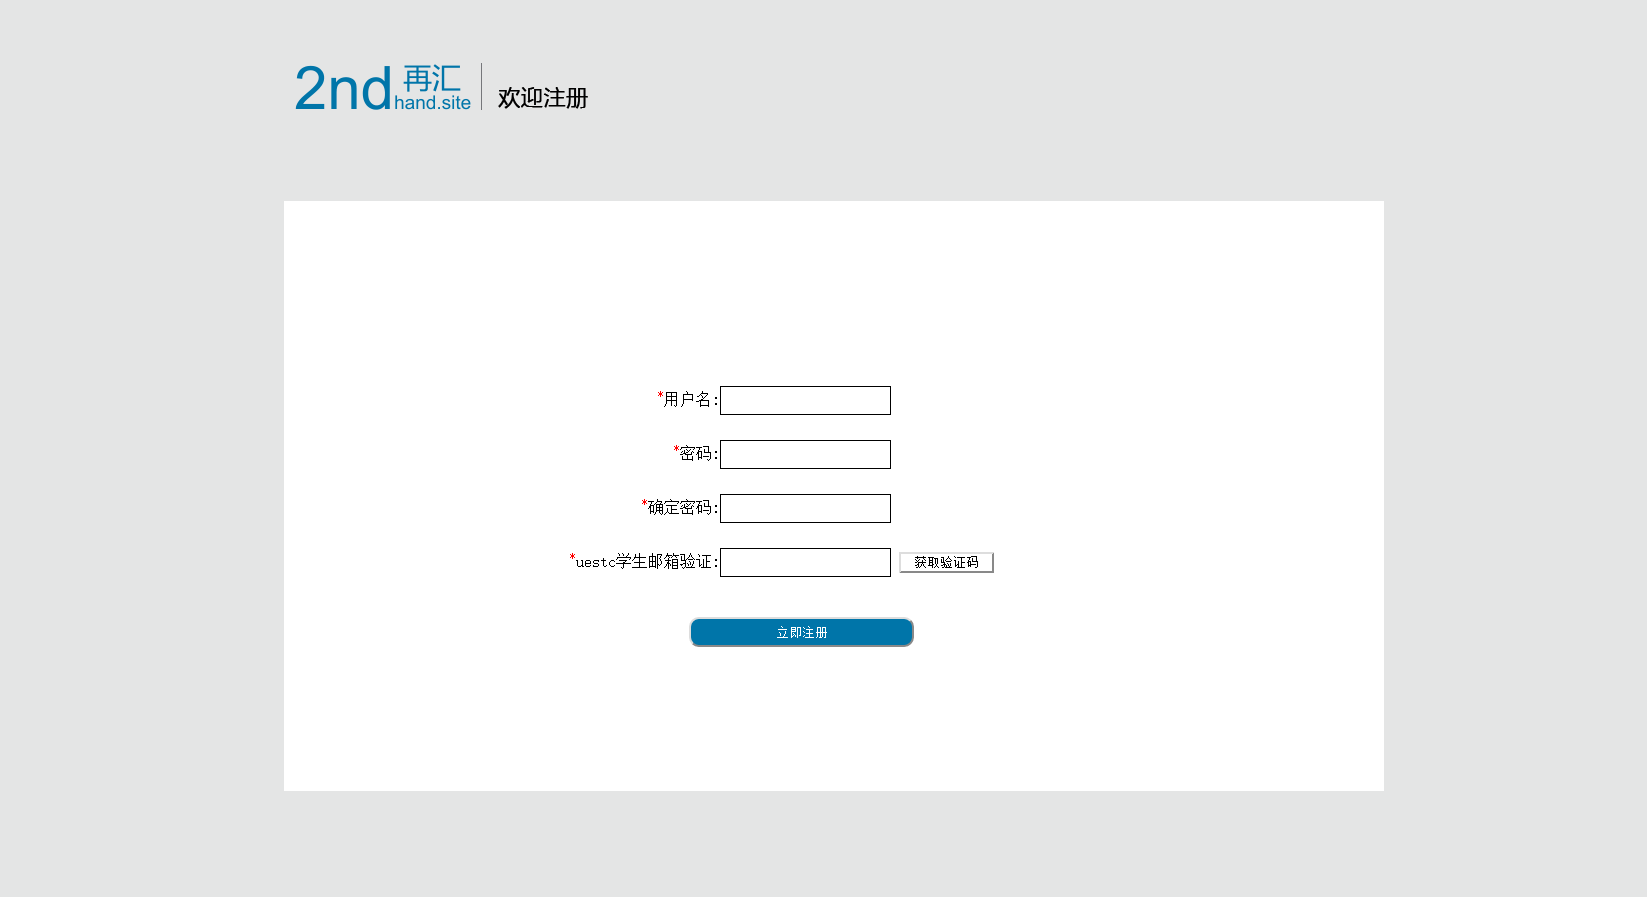 2nd 再汇 hand.site 欢迎注册
*用户名:
*密码:
*确定密码:
*uestc学生邮箱验证: 获取验证码
立即注册